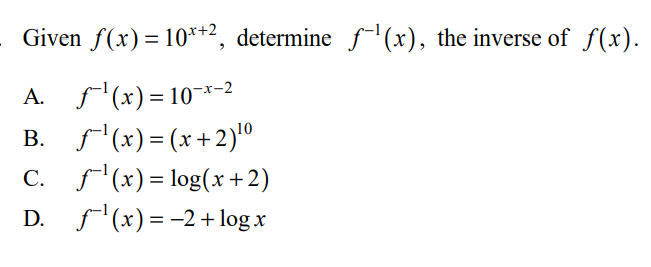 Given f(x) = 10ˣ⁺², determine f⁻¹(x), the inverse of f(x).
A. f⁻¹(x) = 10⁻ˣ⁻²
B. f⁻¹(x) = (x + 2)¹⁰
C. f⁻¹(x) = log(x + 2)
D. f⁻¹(x) = −2 + log x